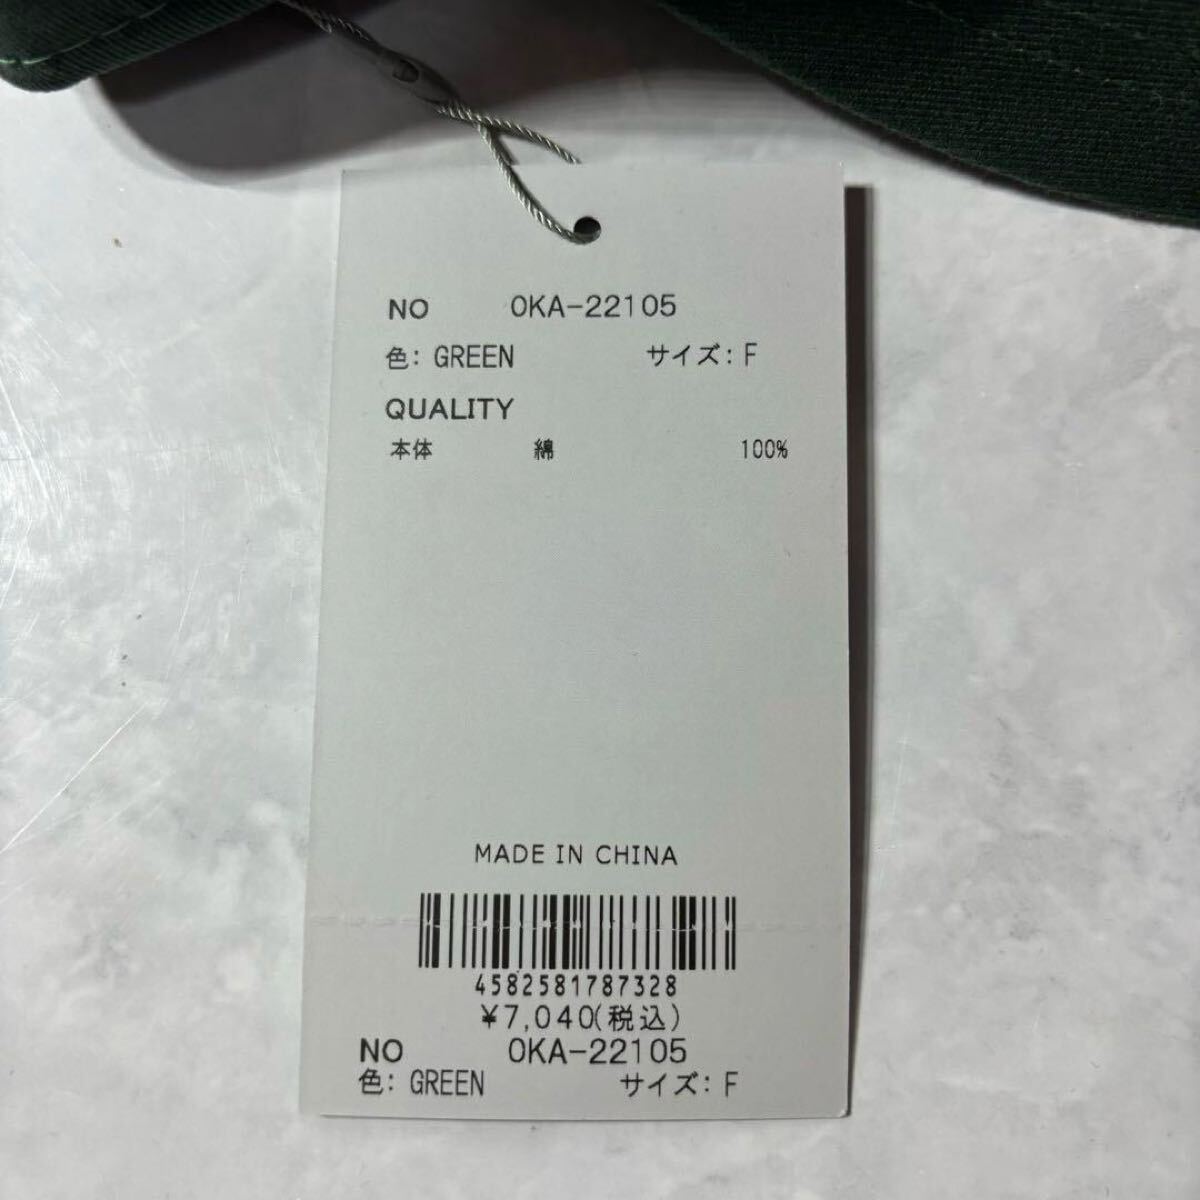 NO OKA-22105
色: GREEN サイズ: F
QUALITY
本体 綿 100%
MADE IN CHINA
4582581787328
¥7,040(税込)
NO OKA-22105
色: GREEN サイズ: F